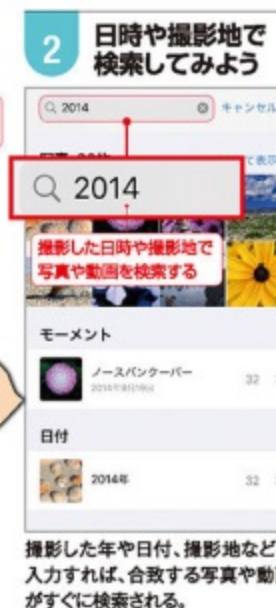 2
日時や撮影地で
検索してみよう
2014
キャンセル
2014
撮影した日時や撮影地で
写真や動画を検索する
モーメント
ノースバンクーバー
32
日付
2014年
32
撮影した年や日付、撮影地など
入力すれば、合致する写真や動
がすぐに検索される。